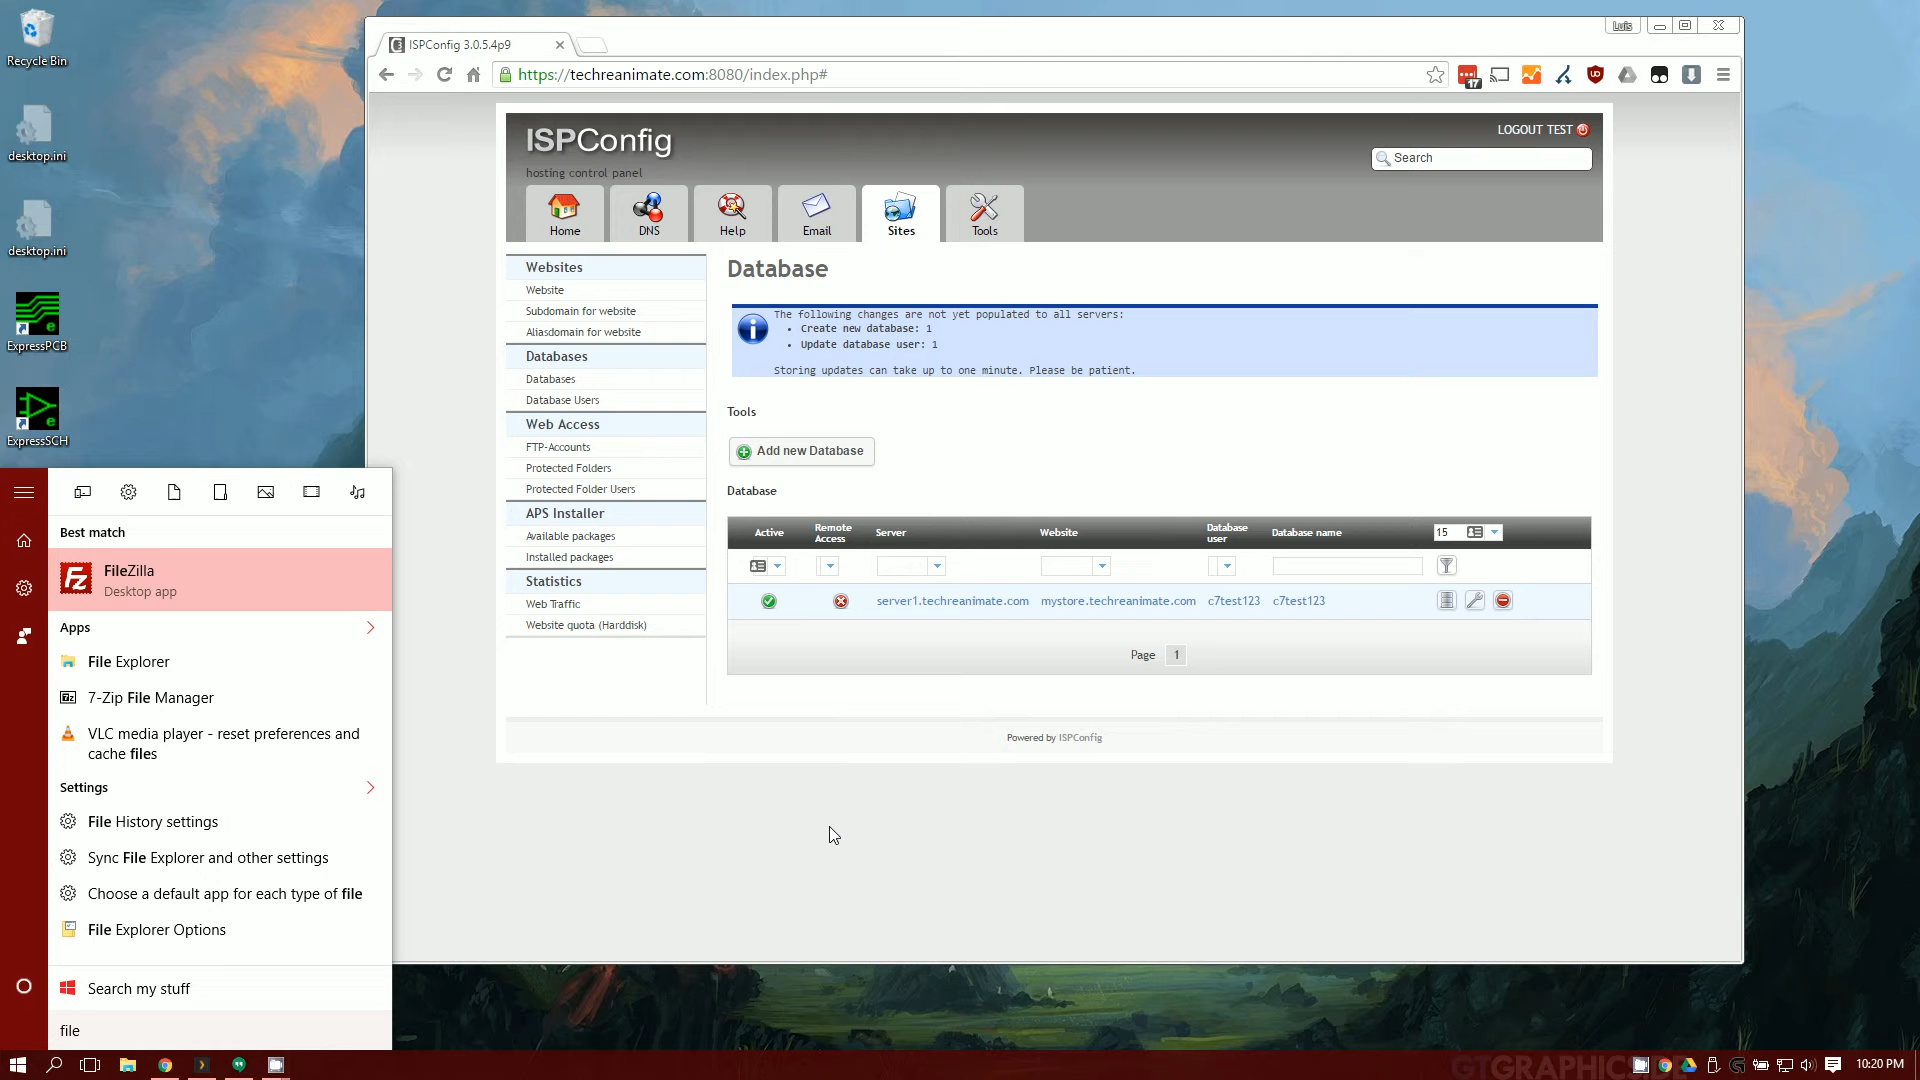 Recycle Bin
desktop.ini
desktop.ini
ExpressPCB
ExpressSCH
Luis
ISPConfig 3.0.5.4p9
https://techreanimate.com:8080/index.php#
17
ISPConfig
hosting control panel
LOGOUT TEST
Search
Home
DNS
Help
Email
Sites
Tools
Websites
Website
Subdomain for website
Aliasdomain for website
Databases
Databases
Database Users
Web Access
FTP-Accounts
Protected Folders
Protected Folder Users
APS Installer
Available packages
Installed packages
Statistics
Web Traffic
Website quota (Harddisk)
Database
The following changes are not yet populated to all servers:
• Create new database: 1
• Update database user: 1
Storing updates can take up to one minute. Please be patient.
Tools
Add new Database
Database
Active
Remote Access
Server
Website
Database user
Database name
15
server1.techreanimate.com
mystore.techreanimate.com
c7test123
c7test123
Page 1
Powered by ISPConfig
Best match
FileZilla
Desktop app
Apps
File Explorer
7-Zip File Manager
VLC media player - reset preferences and
cache files
Settings
File History settings
Sync File Explorer and other settings
Choose a default app for each type of file
File Explorer Options
Search my stuff
file
10:20 PM